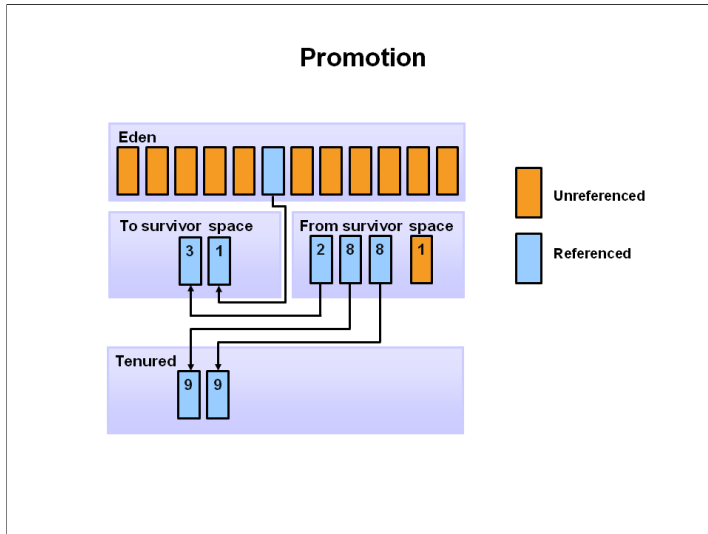 Promotion
Eden
Unreferenced
To survivor space
From survivor space
3 1
2 8 8 1
Referenced
Tenured
9 9